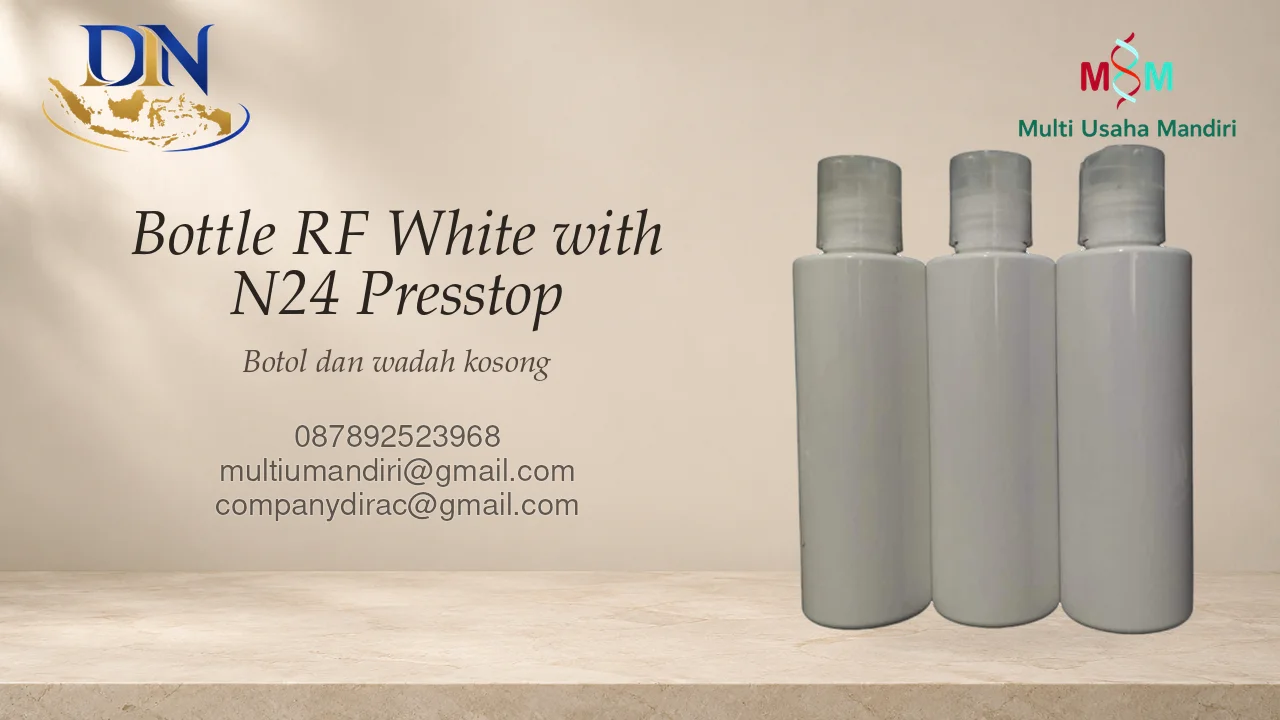 DN
M M
Multi Usaha Mandiri
Bottle RF White with
N24 Presstop
Botol dan wadah kosong
087892523968
multiumandiri@gmail.com
companydirac@gmail.com